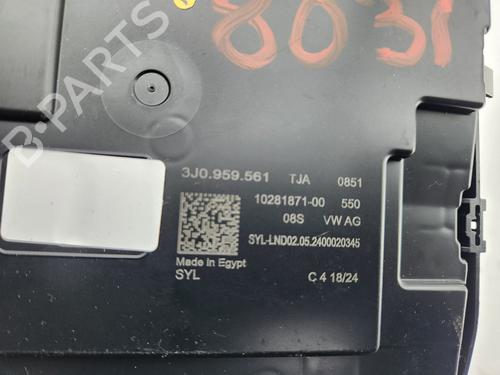 8031
3J0.959.561 TJA 0851
10281871-00 550
08S VW AG
SYL-LND02.05.2400020345
Made in Egypt
SYL C 4 18/24